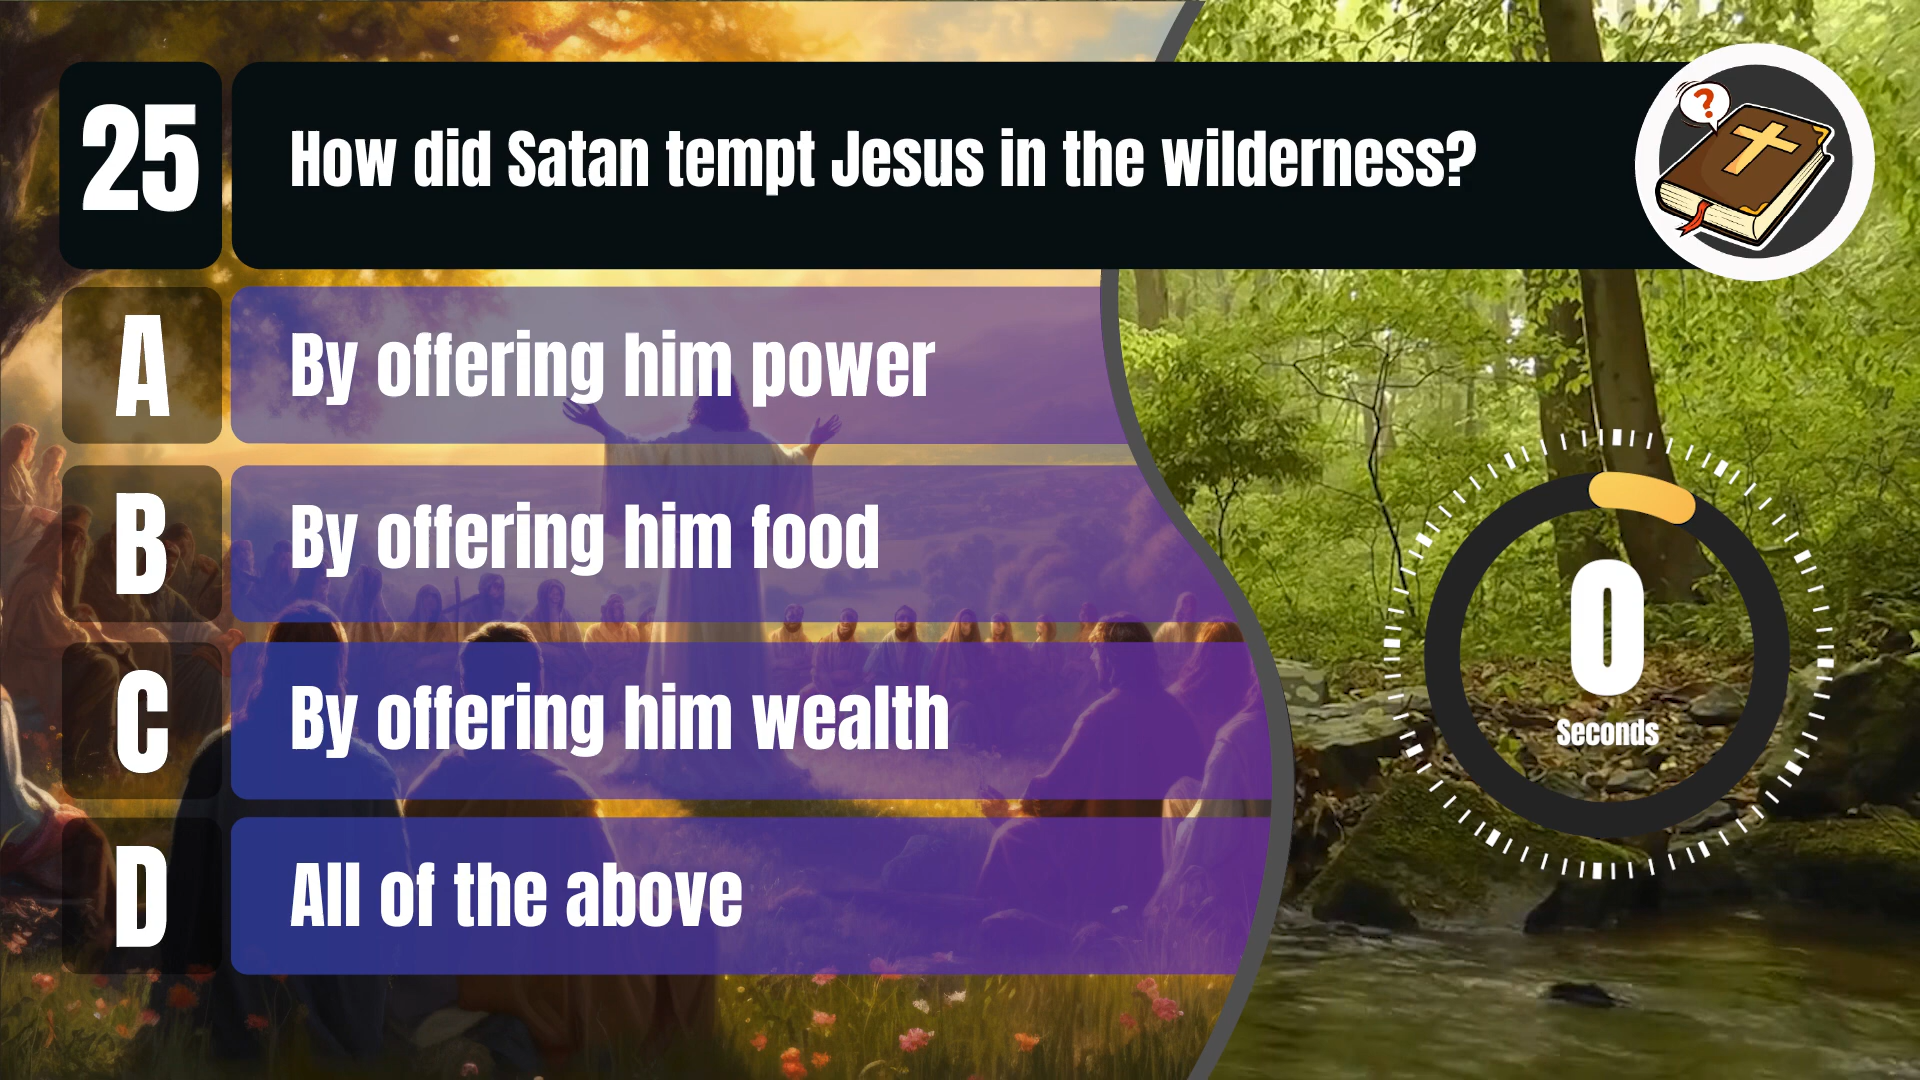 25
How did Satan tempt Jesus in the wilderness?
?
A
By offering him power
B
By offering him food
C
By offering him wealth
D
All of the above
0
Seconds